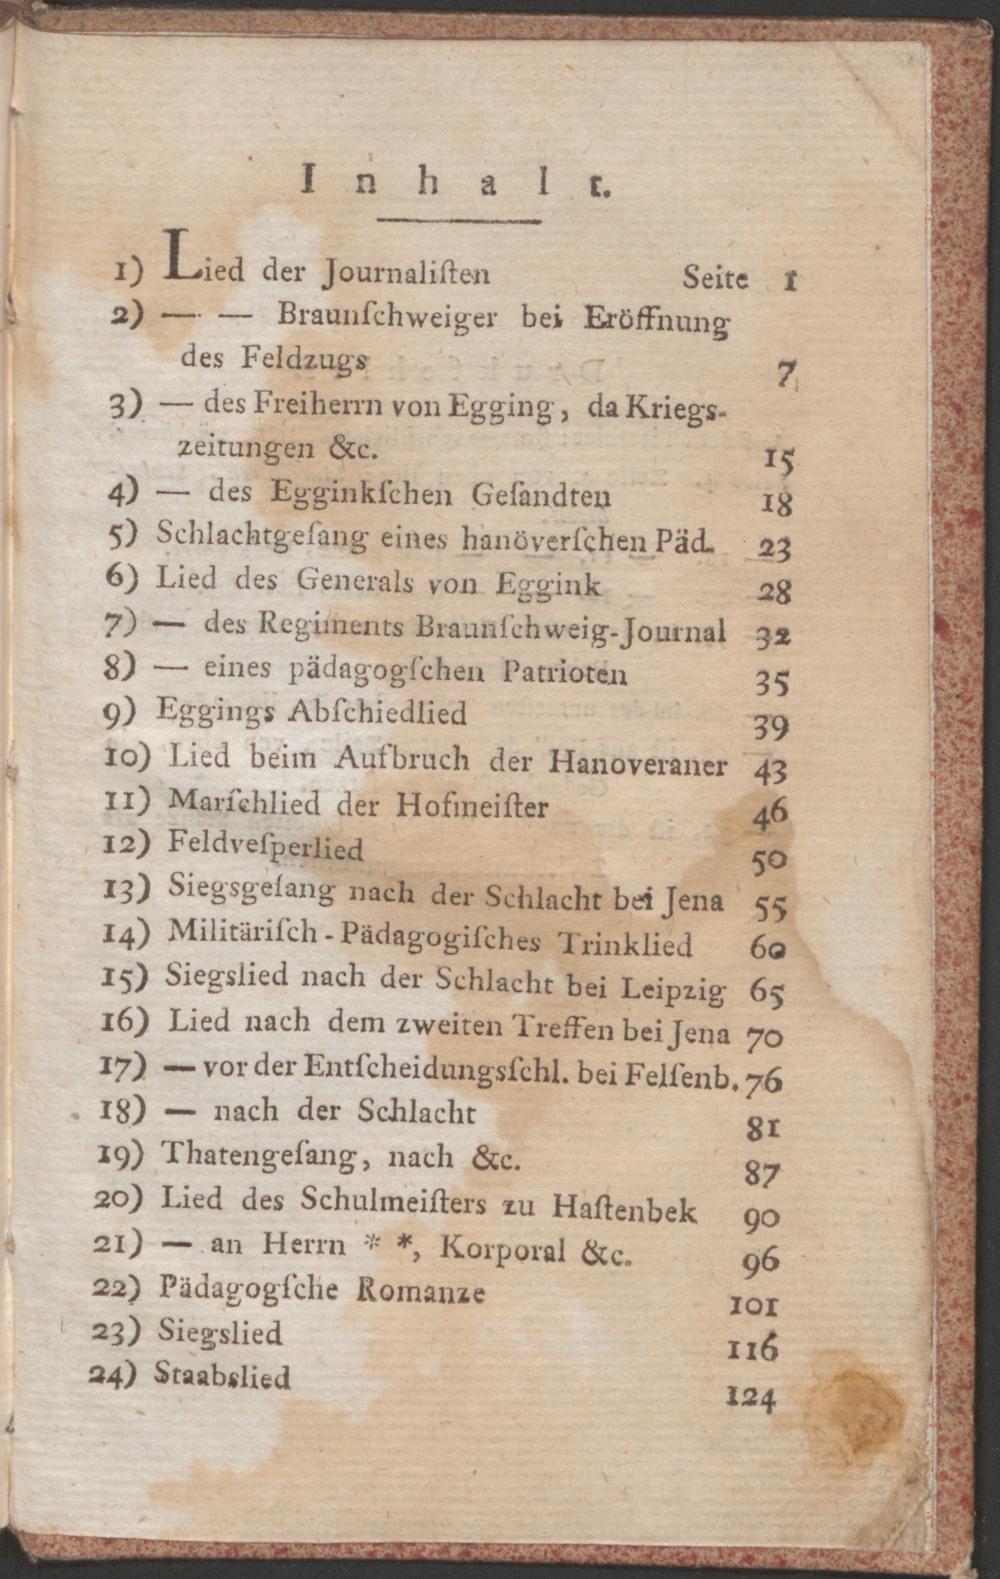 Inhalt.
1) Lied der Journaliſten Seite 1
2) — — Braunſchweiger bei Eröffnung
des Feldzugs 7
3) — des Freiherrn von Egging, da Kriegs-
zeitungen &c. 15
4) — des Egginkſchen Geſandten 18
5) Schlachtgeſang eines hanöverſchen Päd. 23
6) Lied des Generals von Eggink 28
7) — des Regiments Braunſchweig-Journal 32
8) — eines pädagogſchen Patrioten 35
9) Eggings Abſchiedlied 39
10) Lied beim Aufbruch der Hanoveraner 43
11) Marſchlied der Hofmeiſter 46
12) Feldveſperlied 50
13) Siegsgeſang nach der Schlacht bei Jena 55
14) Militäriſch-Pädagogiſches Trinklied 60
15) Siegslied nach der Schlacht bei Leipzig 65
16) Lied nach dem zweiten Treffen bei Jena 70
17) — vor der Entſcheidungsſchl. bei Felſenb. 76
18) — nach der Schlacht 81
19) Thatengeſang, nach &c. 87
20) Lied des Schulmeiſters zu Haſtenbek 90
21) — an Herrn * *, Korporal &c. 96
22) Pädagogſche Romanze 101
23) Siegslied 116
24) Staabslied 124